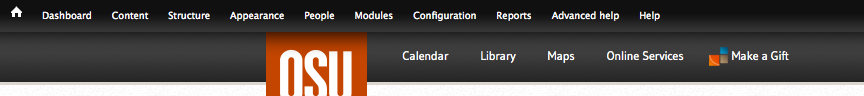 Dashboard Content Structure Appearance People Modules Configuration Reports Advanced help Help
OSU Calendar Library Maps Online Services Make a Gift